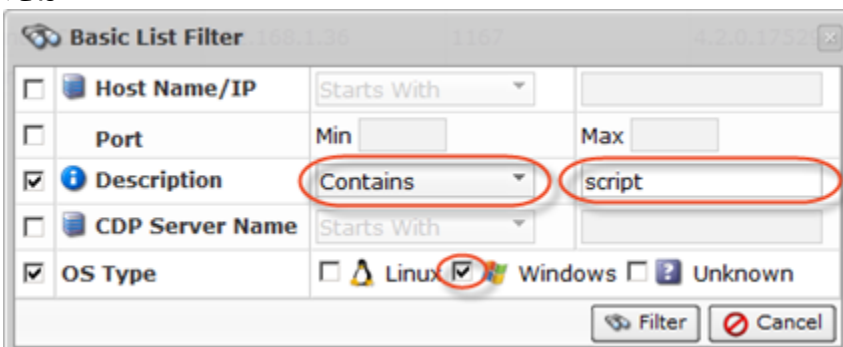 Basic List Filter
Host Name/IP Starts With
Port Min Max
Description Contains script
CDP Server Name Starts With
OS Type Linux Windows Unknown
Filter Cancel